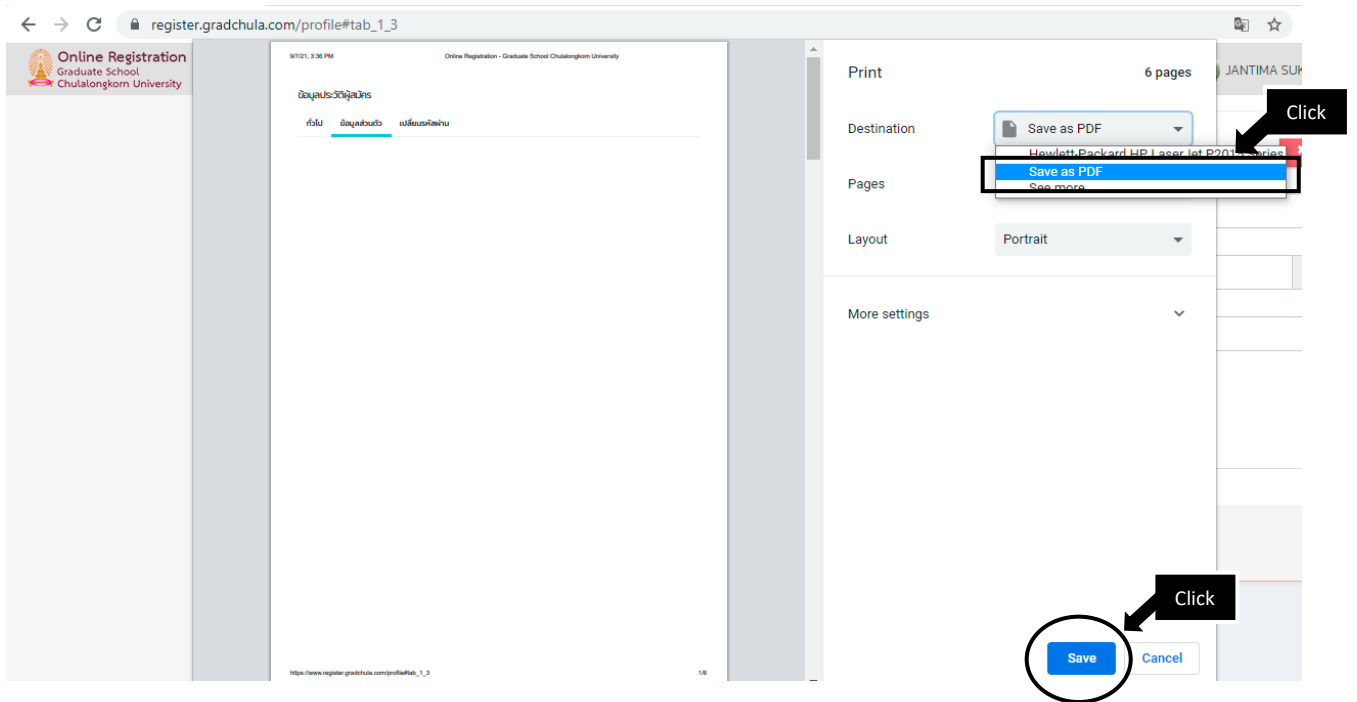 register.gradchula.com/profile#tab_1_3
Online Registration
Graduate School
Chulalongkorn University
9/7/21, 3:36 PM
Online Registration - Graduate School Chulalongkorn University
ข้อมูลประวัติผู้สมัคร
ทั่วไป ข้อมูลส่วนตัว เปลี่ยนรหัสผ่าน
https://www.register.gradchula.com/profile#tab_1_3
1/6
Print
6 pages
JANTIMA SUK
Click
Destination
Save as PDF
Hewlett-Packard HP LaserJet P2015 Series
Save as PDF
See more
Pages
Layout
Portrait
More settings
Click
Save
Cancel